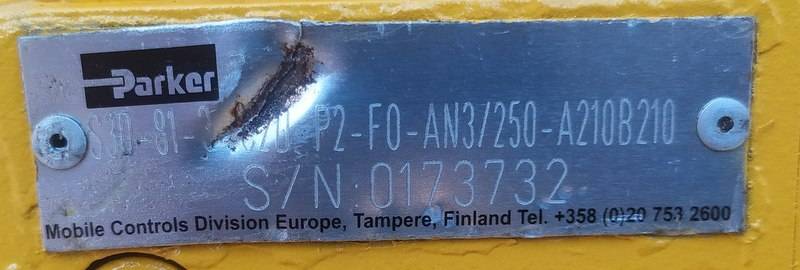 Parker
P2-F0-AN3/250-A210B210
S/N 0173732
Mobile Controls Division Europe, Tampere, Finland Tel. +358 (0)20 753 2600